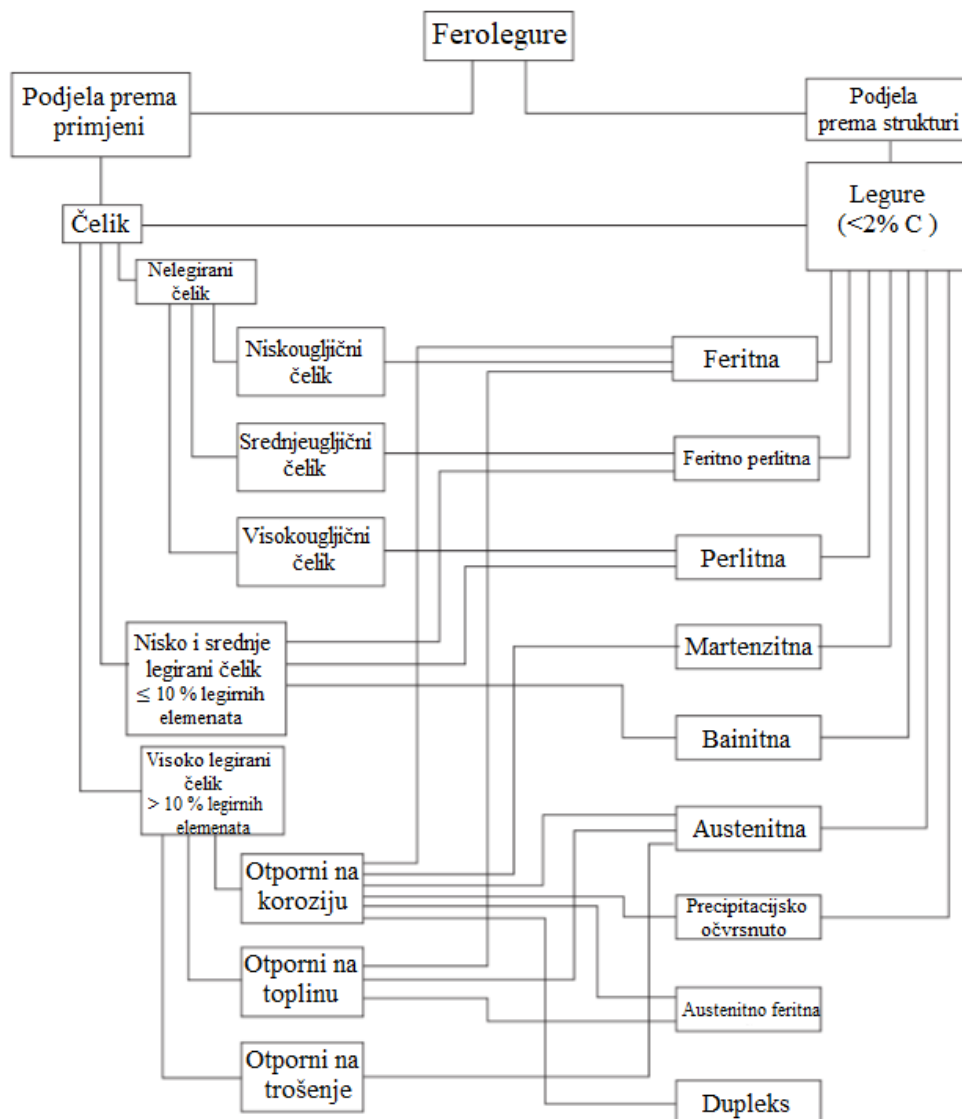 Ferolegure
Podjela prema
primjeni
Podjela
prema strukturi
Čelik
Legure
(<2% C )
Nelegirani
čelik
Niskougljični
čelik
Feritna
Srednjeugljični
čelik
Feritno perlitna
Visokougljični
čelik
Perlitna
Nisko i srednje
legirani čelik
≤ 10 % legirnih
elemenata
Martenzitna
Bainitna
Visoko legirani
čelik
> 10 % legirnih
elemenata
Austenitna
Otporni na
koroziju
Precipitacijsko
očvrsnuto
Otporni na
toplinu
Austenitno feritna
Otporni na
trošenje
Dupleks